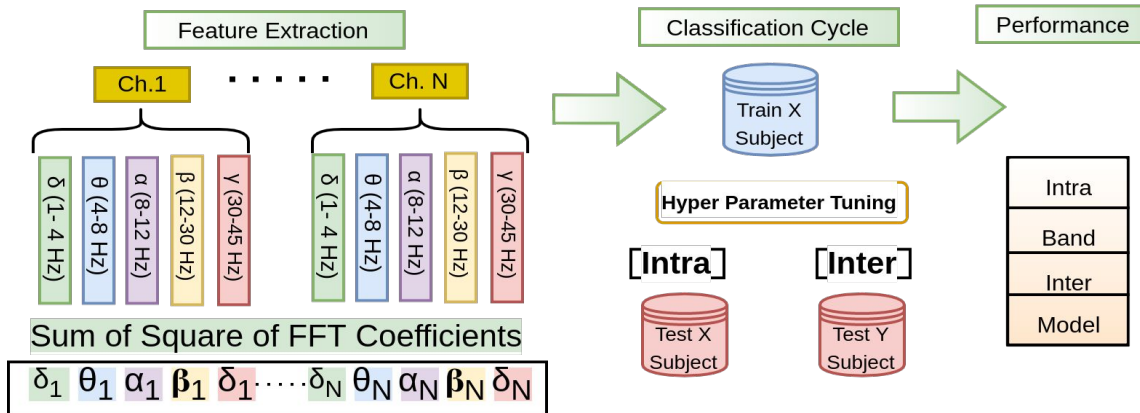 Feature Extraction
Ch.1 ..... Ch. N
δ (1- 4 Hz)
θ (4-8 Hz)
α (8-12 Hz)
β (12-30 Hz)
γ (30-45 Hz)
δ (1- 4 Hz)
θ (4-8 Hz)
α (8-12 Hz)
β (12-30 Hz)
γ (30-45 Hz)
Sum of Square of FFT Coefficients
δ₁ θ₁ α₁ β₁ δ₁ ..... δN θN αN βN δN
Classification Cycle
Train X
Subject
Hyper Parameter Tuning
[Intra] [Inter]
Test X
Subject
Test Y
Subject
Performance
Intra
Band
Inter
Model